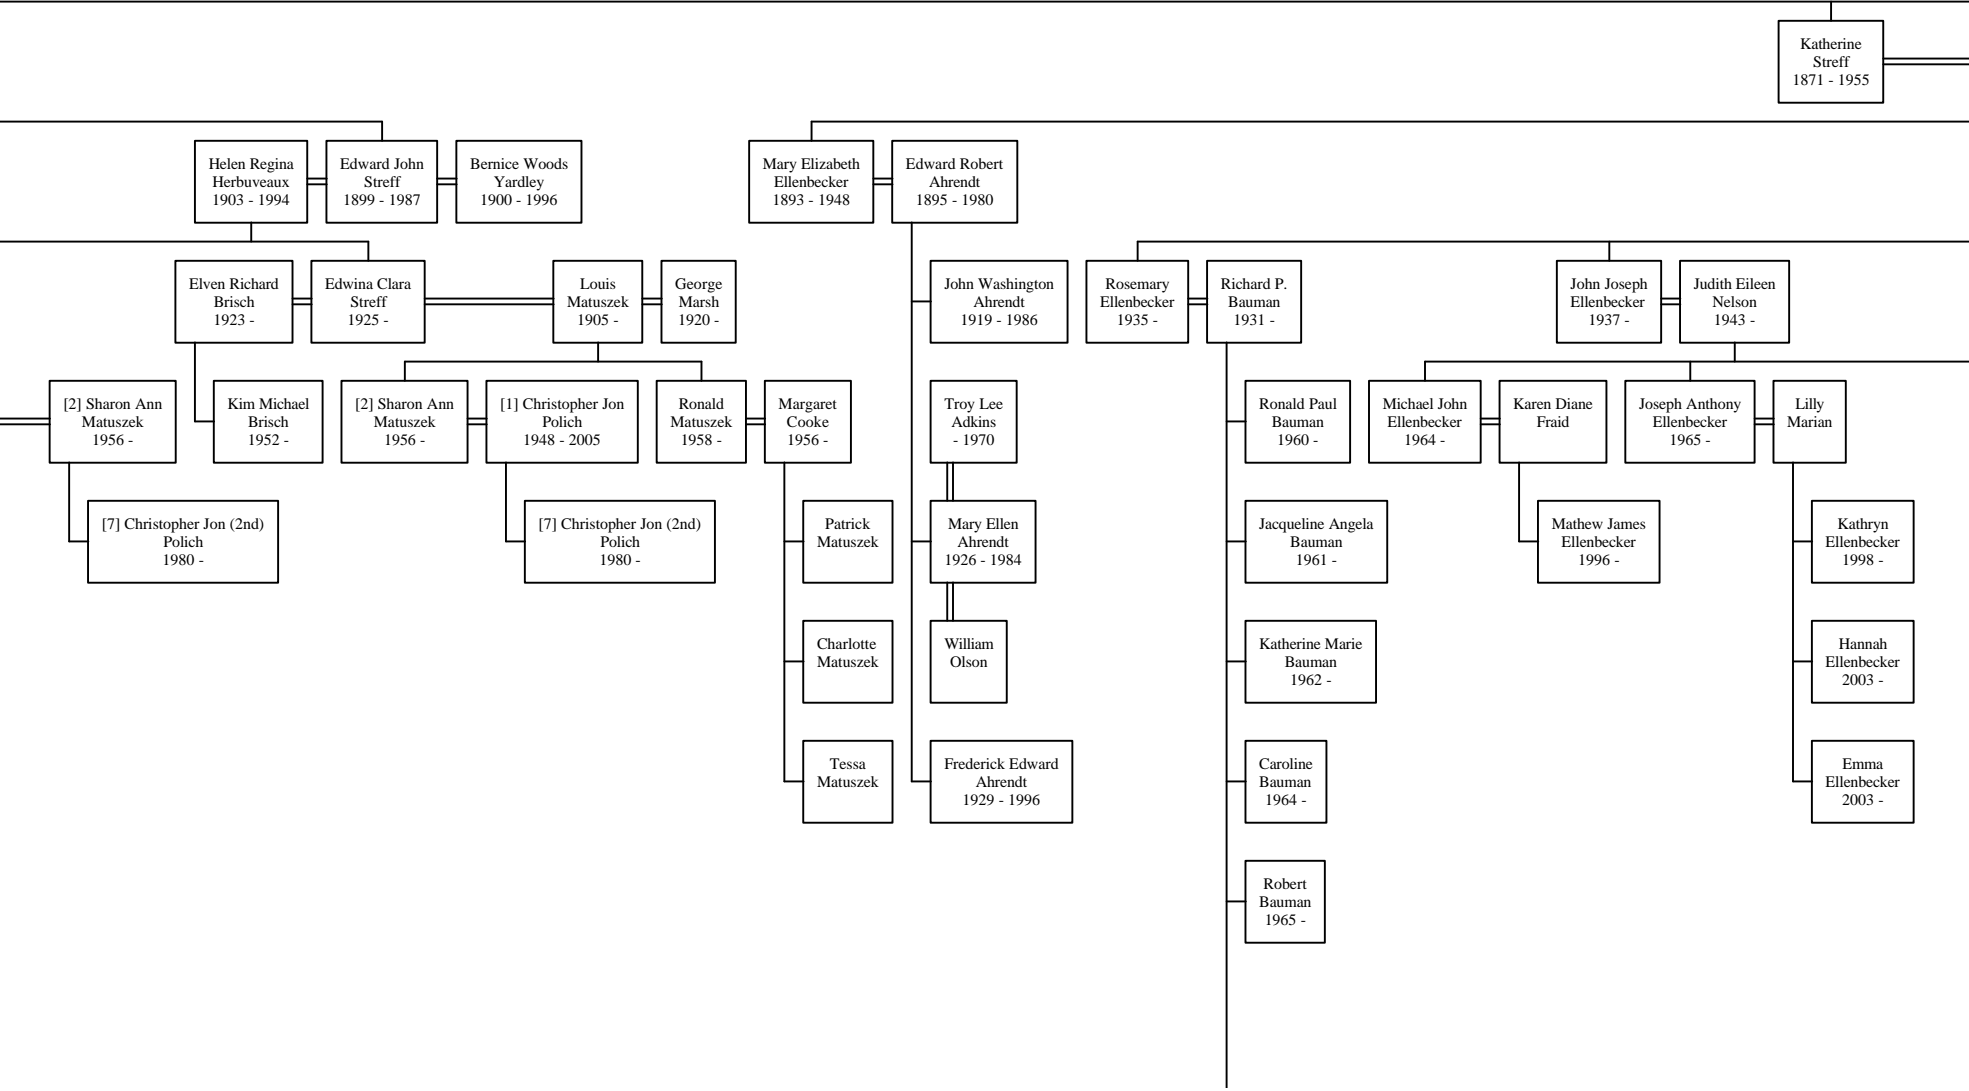 Katherine
Streff
1871 - 1955
Helen Regina
Herbuveaux
1903 - 1994
Edward John
Streff
1899 - 1987
Bernice Woods
Yardley
1900 - 1996
Mary Elizabeth
Ellenbecker
1893 - 1948
Edward Robert
Ahrendt
1895 - 1980
Elven Richard
Brisch
1923 -
Edwina Clara
Streff
1925 -
Louis
Matuszek
1905 -
George
Marsh
1920 -
John Washington
Ahrendt
1919 - 1986
Rosemary
Ellenbecker
1935 -
Richard P.
Bauman
1931 -
John Joseph
Ellenbecker
1937 -
Judith Eileen
Nelson
1943 -
[2] Sharon Ann
Matuszek
1956 -
Kim Michael
Brisch
1952 -
[2] Sharon Ann
Matuszek
1956 -
[1] Christopher Jon
Polich
1948 - 2005
Ronald
Matuszek
1958 -
Margaret
Cooke
1956 -
Troy Lee
Adkins
- 1970
Ronald Paul
Bauman
1960 -
Michael John
Ellenbecker
1964 -
Karen Diane
Fraid
Joseph Anthony
Ellenbecker
1965 -
Lilly
Marian
[7] Christopher Jon (2nd)
Polich
1980 -
[7] Christopher Jon (2nd)
Polich
1980 -
Patrick
Matuszek
Mary Ellen
Ahrendt
1926 - 1984
Jacqueline Angela
Bauman
1961 -
Mathew James
Ellenbecker
1996 -
Kathryn
Ellenbecker
1998 -
Charlotte
Matuszek
William
Olson
Katherine Marie
Bauman
1962 -
Hannah
Ellenbecker
2003 -
Tessa
Matuszek
Frederick Edward
Ahrendt
1929 - 1996
Caroline
Bauman
1964 -
Emma
Ellenbecker
2003 -
Robert
Bauman
1965 -